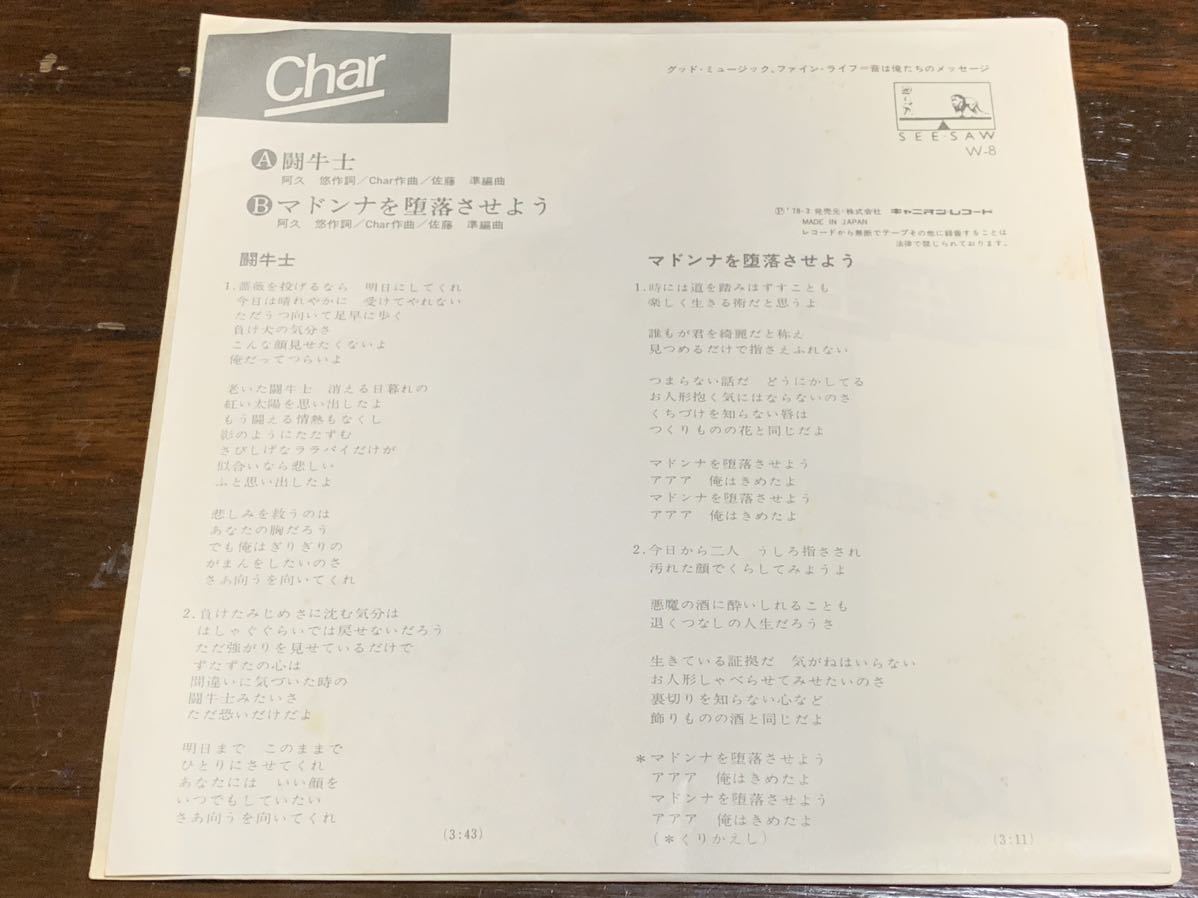 Char
グッド・ミュージック、ファイン・ライフ=音は俺たちのメッセージ
SEE・SAW
W-8
Ⓐ闘牛士
阿久 悠作詞／Char作曲／佐藤 準編曲
Ⓑマドンナを堕落させよう
阿久 悠作詞／Char作曲／佐藤 準編曲
Ⓟ'78-3 発売元・株式会社 キャニオン・レコード
MADE IN JAPAN
レコードから無断でテープその他に録音することは
法律で禁じられております。
闘牛士
1.薔薇を投げるなら 明日にしてくれ
今日は晴れやかに 受けてやれない
ただうつ向いて足早に歩く
負け犬の気分さ
こんな顔見せたくないよ
俺だってつらいよ
老いた闘牛士 消える日暮れの
紅い太陽を思い出したよ
もう闘える情熱もなくし
影のようにたたずむ
さびしげなララバイだけが
似合いなら悲しい
ふと思い出したよ
悲しみを救うのは
あなたの胸だろう
でも俺はぎりぎりの
がまんをしたいのさ
さあ向うを向いてくれ
2.負けたみじめさに沈む気分は
はしゃぐぐらいでは戻せないだろう
ただ強がりを見せているだけで
ずたずたの心は
間違いに気づいた時の
闘牛士みたいさ
ただ恐いだけだよ
明日まで このままで
ひとりにさせてくれ
あなたには いい顔を
いつでもしていたい
さあ向うを向いてくれ
(3:43)
マドンナを堕落させよう
1.時には道を踏みはずすことも
楽しく生きる術だと思うよ
誰もが君を綺麗だと称え
見つめるだけで指さえふれない
つまらない話だ どうにかしてる
お人形抱く気にはならないのさ
くちづけを知らない唇は
つくりものの花と同じだよ
マドンナを堕落させよう
アアア 俺はきめたよ
マドンナを堕落させよう
アアア 俺はきめたよ
2.今日から二人 うしろ指さされ
汚れた顔でくらしてみようよ
悪魔の酒に酔いしれることも
退くつなしの人生だろうさ
生きている証拠だ 気がねはいらない
お人形しゃべらせてみせたいのさ
裏切りを知らない心など
飾りものの酒と同じだよ
*マドンナを堕落させよう
アアア 俺はきめたよ
マドンナを堕落させよう
アアア 俺はきめたよ
(*くりかえし)
(3:11)